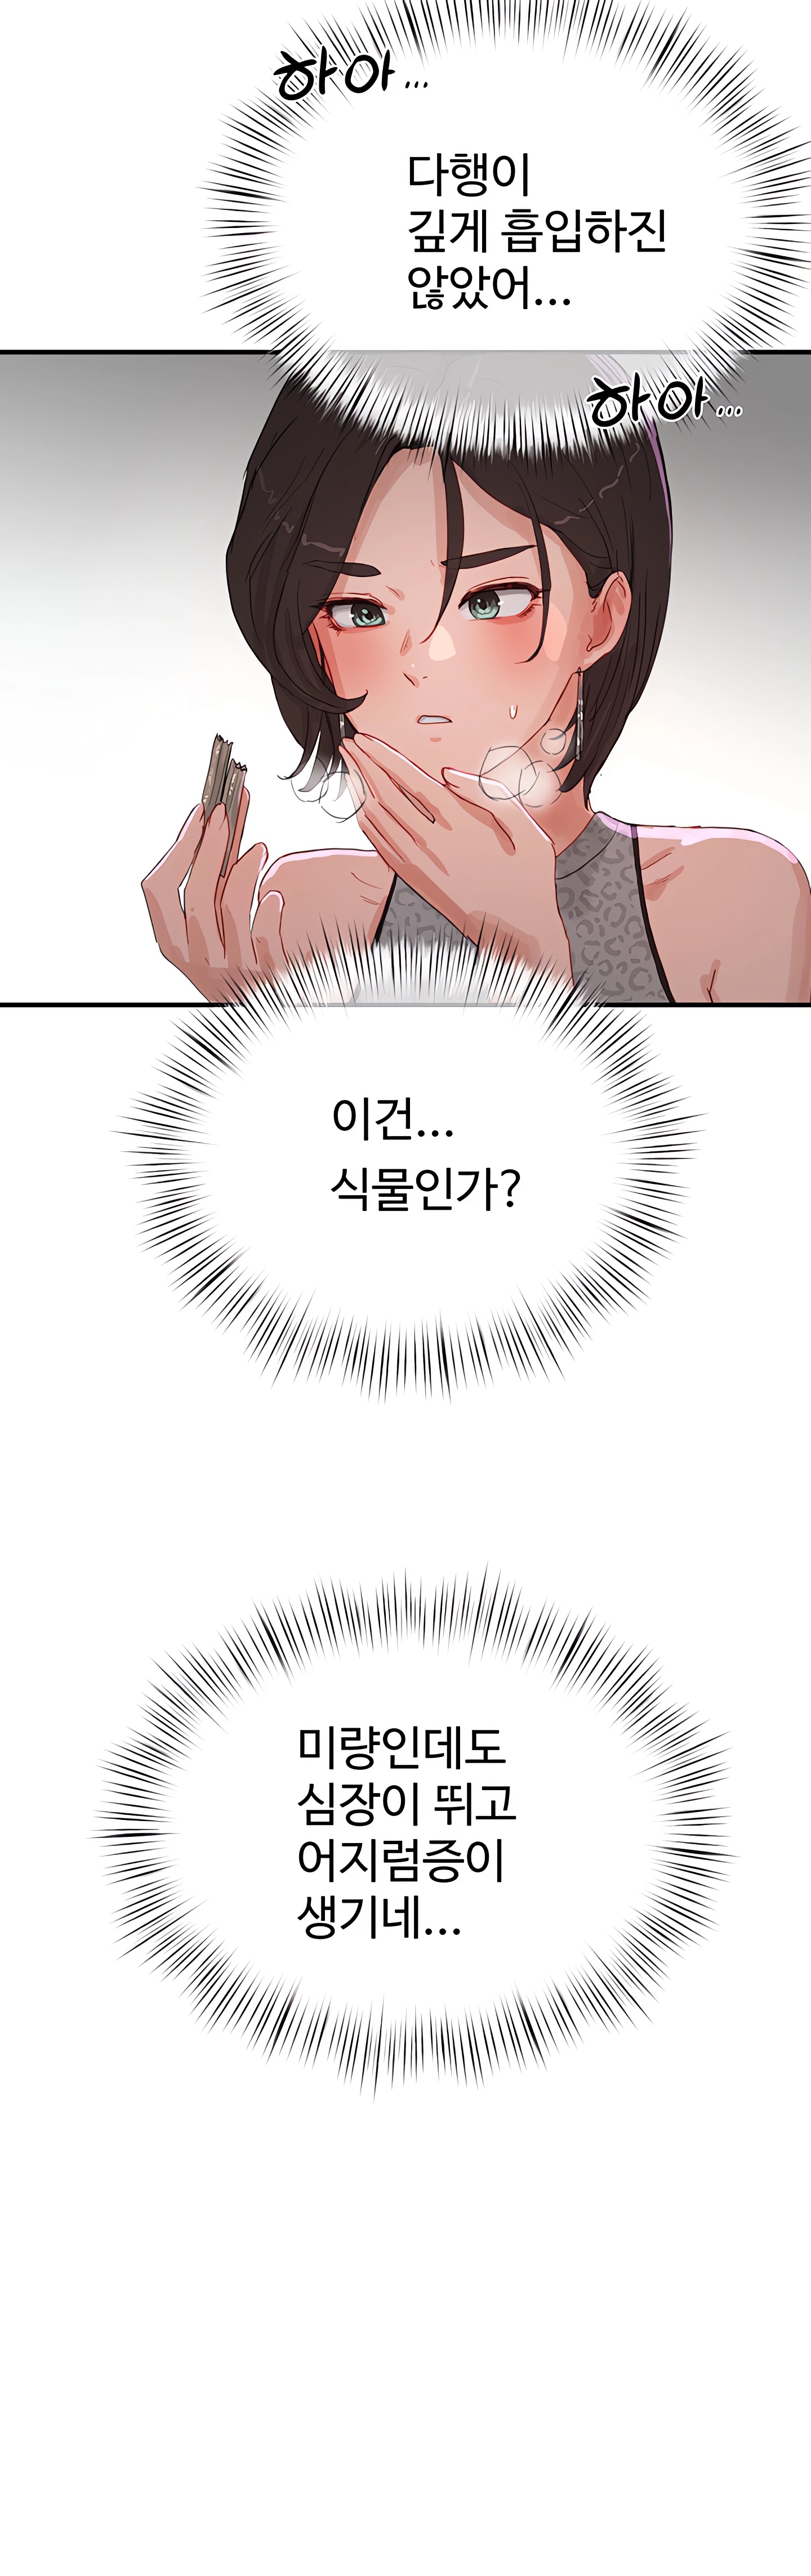 하아...
다행이
깊게 흡입하진
않았어...
하아...
이건...
식물인가?
미량인데도
심장이 뛰고
어지럼증이
생기네...